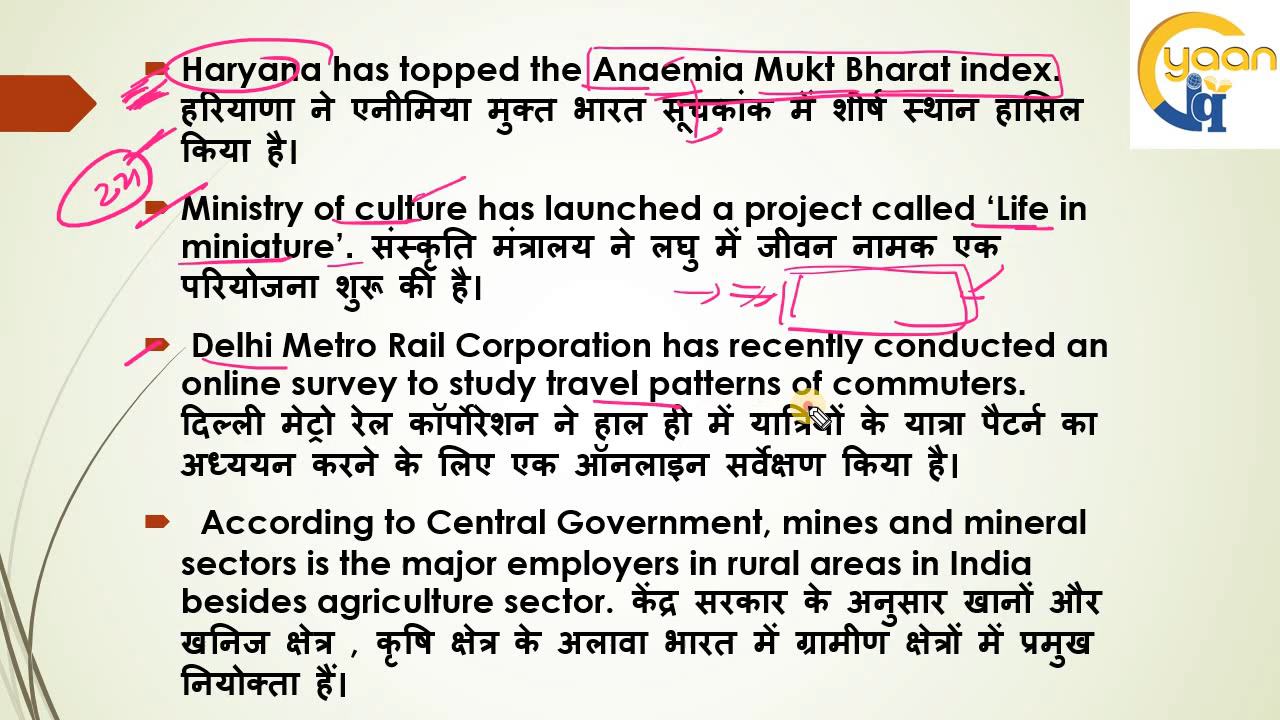 Haryana has topped the Anaemia Mukt Bharat index.
हरियाणा ने एनीमिया मुक्त भारत सूचकांक में शीर्ष स्थान हासिल
किया है।
Ministry of culture has launched a project called ‘Life in
miniature’. संस्कृति मंत्रालय ने लघु में जीवन नामक एक
परियोजना शुरू की है।
Delhi Metro Rail Corporation has recently conducted an
online survey to study travel patterns of commuters.
दिल्ली मेट्रो रेल कॉर्पोरेशन ने हाल ही में यात्रियों के यात्रा पैटर्न का
अध्ययन करने के लिए एक ऑनलाइन सर्वेक्षण किया है।
According to Central Government, mines and mineral
sectors is the major employers in rural areas in India
besides agriculture sector. केंद्र सरकार के अनुसार खानों और
खनिज क्षेत्र , कृषि क्षेत्र के अलावा भारत में ग्रामीण क्षेत्रों में प्रमुख
नियोक्ता हैं।
Gyaan
iq